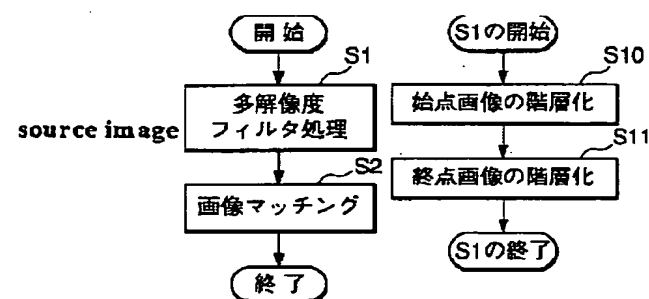 開始
S1
多解像度
フィルタ処理
source image
S2
画像マッチング
終了
S1の開始
S10
始点画像の階層化
S11
終点画像の階層化
S1の終了